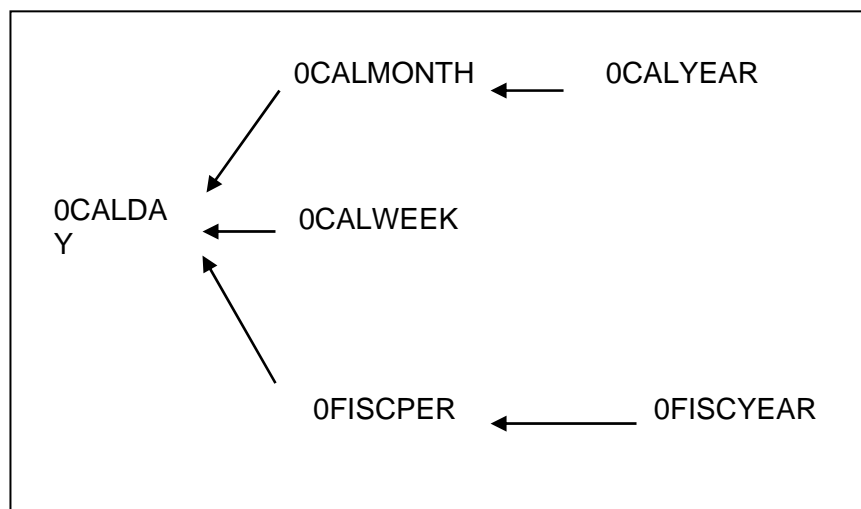 0CALMONTH
0CALYEAR
0CALDA
Y
0CALWEEK
0FISCPER
0FISCYEAR